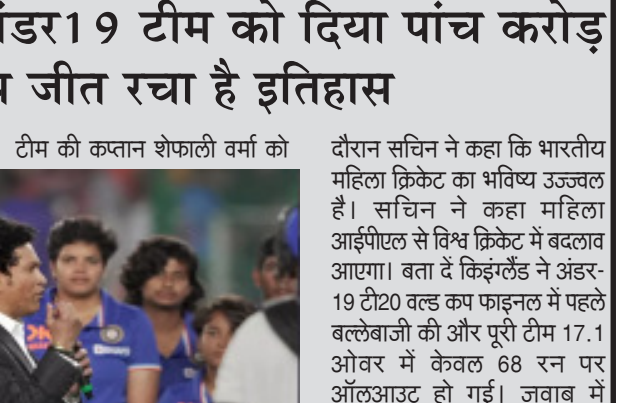 अंडर19 टीम को दिया पांच करोड़
जीत रचा है इतिहास
टीम की कप्तान शेफाली वर्मा को
दौरान सचिन ने कहा कि भारतीय
महिला क्रिकेट का भविष्य उज्ज्वल
है। सचिन ने कहा महिला
आईपीएल से विश्व क्रिकेट में बदलाव
आएगा। बता दें किइंग्लैंड ने अंडर-
19 टी20 वर्ल्ड कप फाइनल में पहले
बल्लेबाजी की और पूरी टीम 17.1
ओवर में केवल 68 रन पर
ऑलआउट हो गई। जवाब में